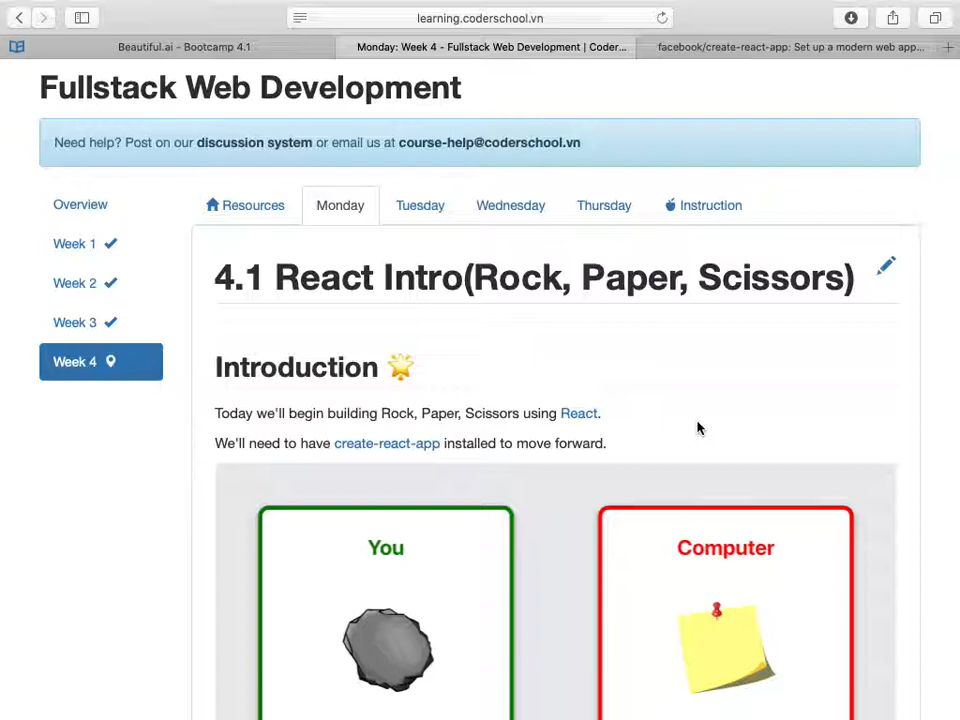 learning.coderschool.vn
Beautiful.ai - Bootcamp 4.1
Monday: Week 4 - Fullstack Web Development | Coder...
facebook/create-react-app: Set up a modern web app...
Fullstack Web Development
Need help? Post on our discussion system or email us at course-help@coderschool.vn
Overview
Week 1
Week 2
Week 3
Week 4
Resources
Monday
Tuesday
Wednesday
Thursday
Instruction
4.1 React Intro(Rock, Paper, Scissors)
Introduction
Today we'll begin building Rock, Paper, Scissors using React.
We'll need to have create-react-app installed to move forward.
You
Computer